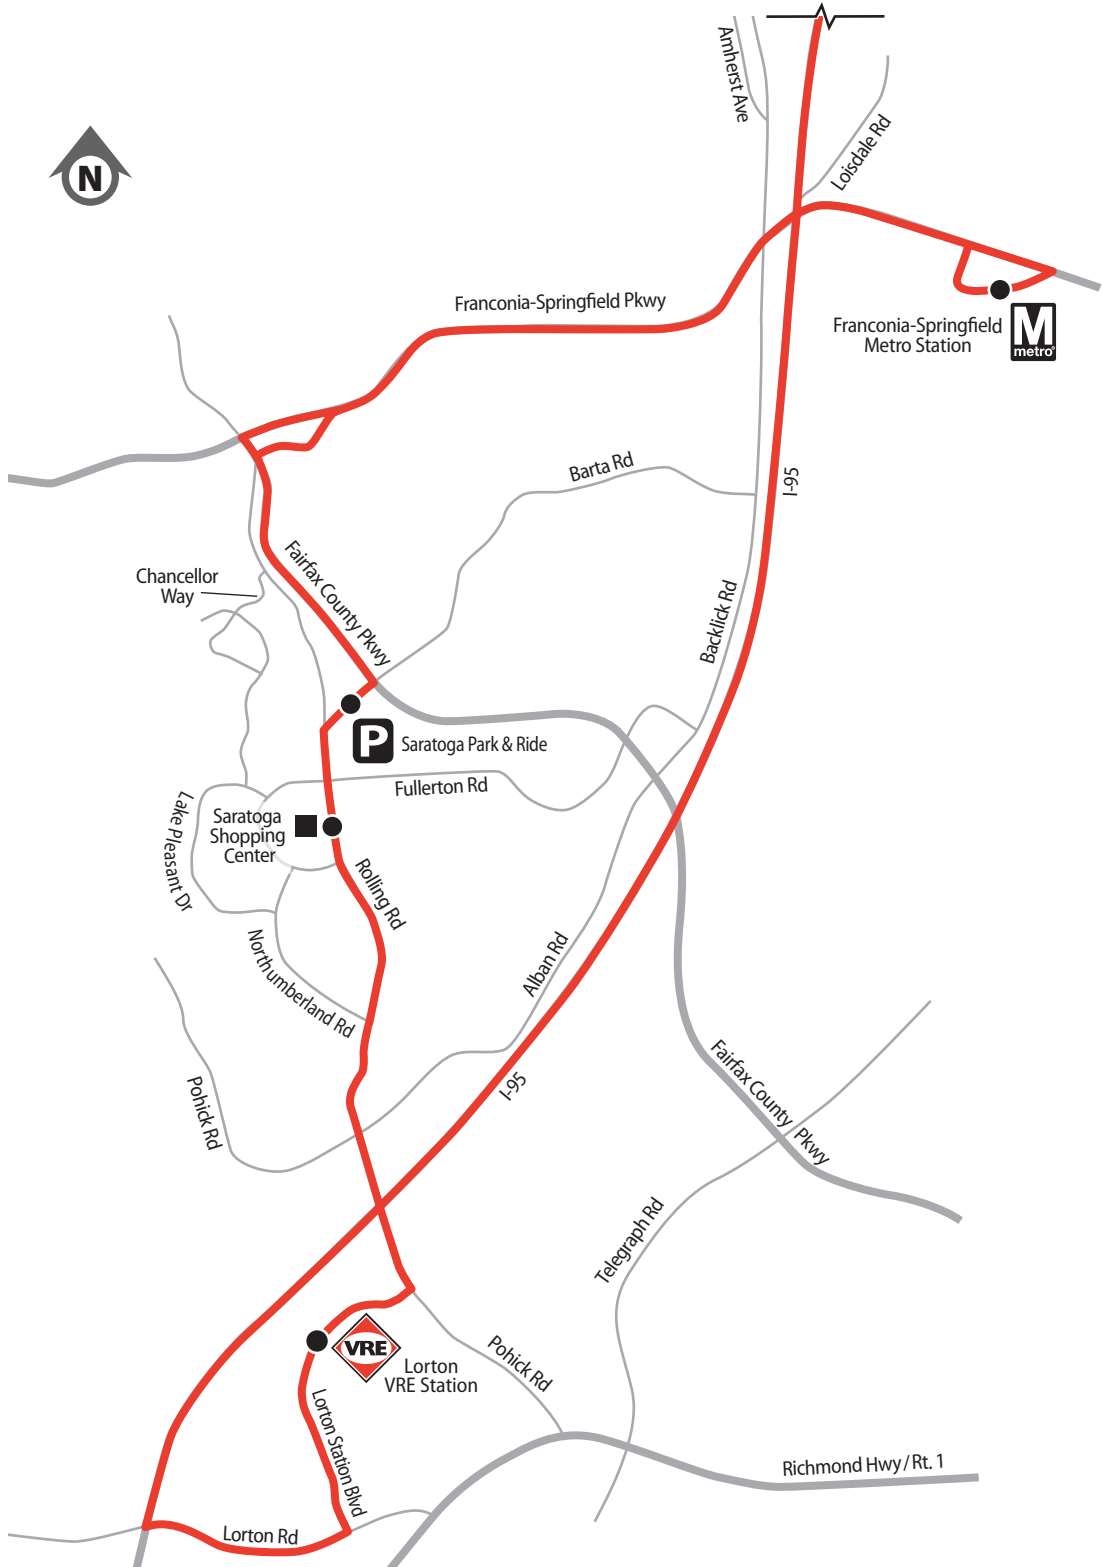 Amherst Ave
Loisdale Rd
N
Franconia-Springfield Pkwy
Franconia-Springfield
Metro Station
M
metro
Barta Rd
I-95
Fairfax County Pkwy
Chancellor
Way
Backlick Rd
P
Saratoga Park & Ride
Fullerton Rd
Lake Pleasant Dr
Saratoga
Shopping
Center
Rolling Rd
Northumberland Rd
Alban Rd
Pohick Rd
I-95
Fairfax County Pkwy
Telegraph Rd
VRE
Lorton
VRE Station
Pohick Rd
Lorton Station Blvd
Richmond Hwy/Rt. 1
Lorton Rd